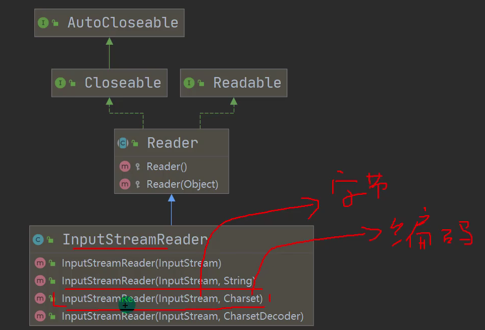 AutoCloseable
Closeable
Readable
Reader
Reader()
Reader(Object)
字节
编码
InputStreamReader
InputStreamReader(InputStream)
InputStreamReader(InputStream, String)
InputStreamReader(InputStream, Charset)
InputStreamReader(InputStream, CharsetDecoder)